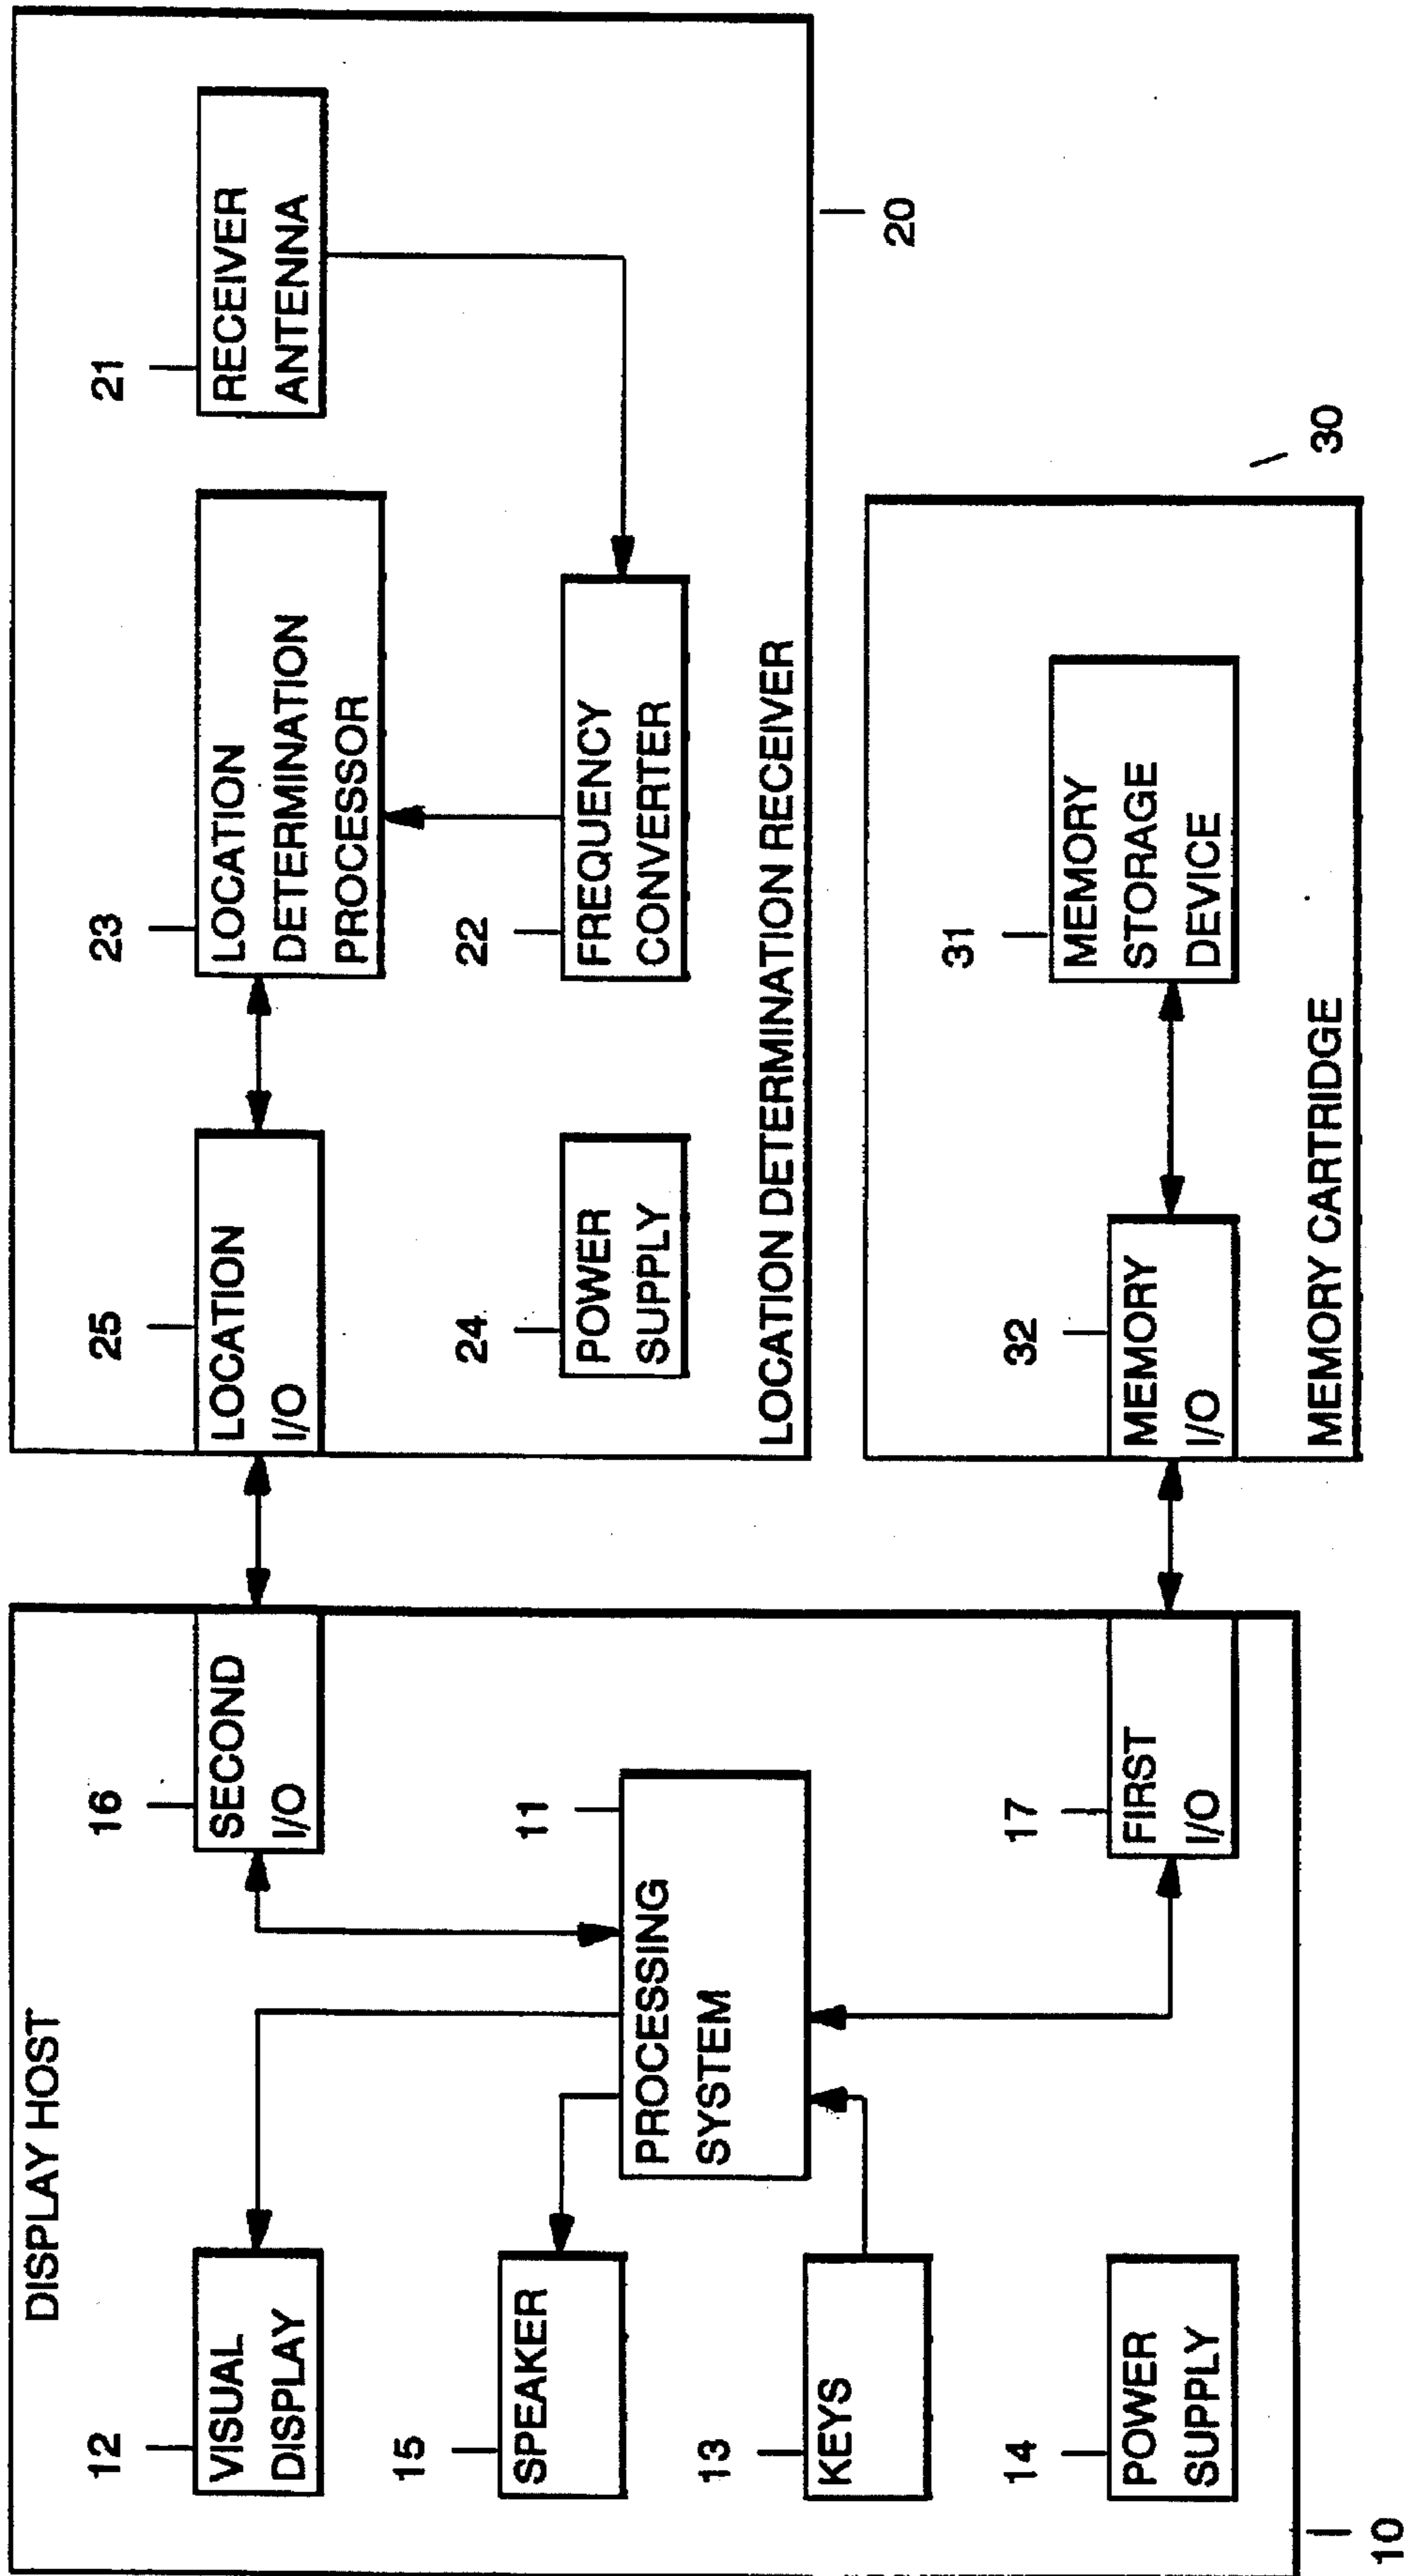 DISPLAY HOST
12
VISUAL
DISPLAY
15
SPEAKER
13
KEYS
14
POWER
SUPPLY
11
PROCESSING
SYSTEM
16
SECOND
I/O
17
FIRST
I/O
10
25
LOCATION
I/O
23
LOCATION
DETERMINATION
PROCESSOR
21
RECEIVER
ANTENNA
24
POWER
SUPPLY
22
FREQUENCY
CONVERTER
LOCATION DETERMINATION RECEIVER
20
32
MEMORY
I/O
31
MEMORY
STORAGE
DEVICE
MEMORY CARTRIDGE
30